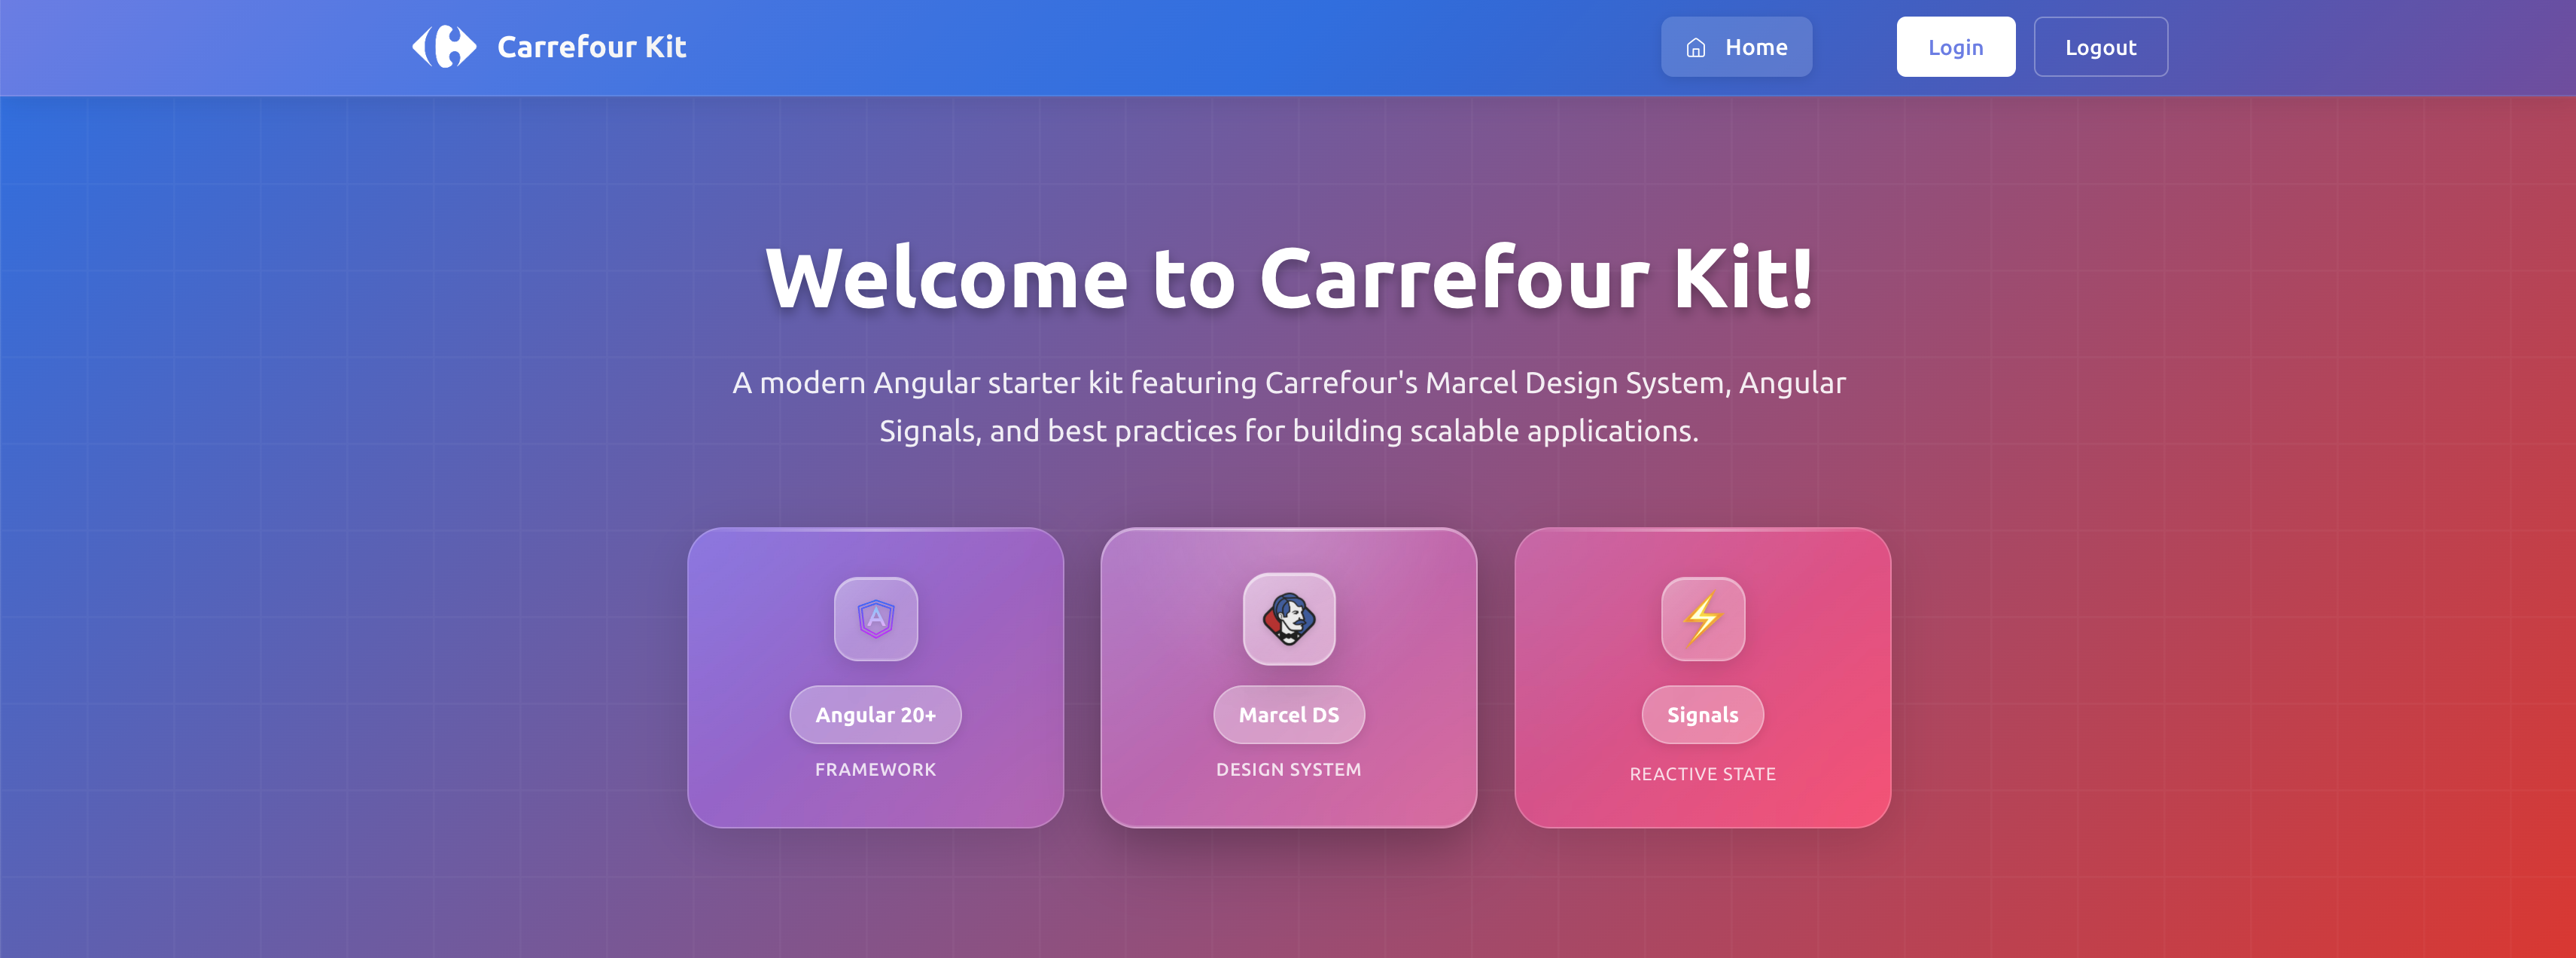 Carrefour Kit
Home
Login
Logout
Welcome to Carrefour Kit!
A modern Angular starter kit featuring Carrefour's Marcel Design System, Angular
Signals, and best practices for building scalable applications.
A
Angular 20+
FRAMEWORK
Marcel DS
DESIGN SYSTEM
Signals
REACTIVE STATE